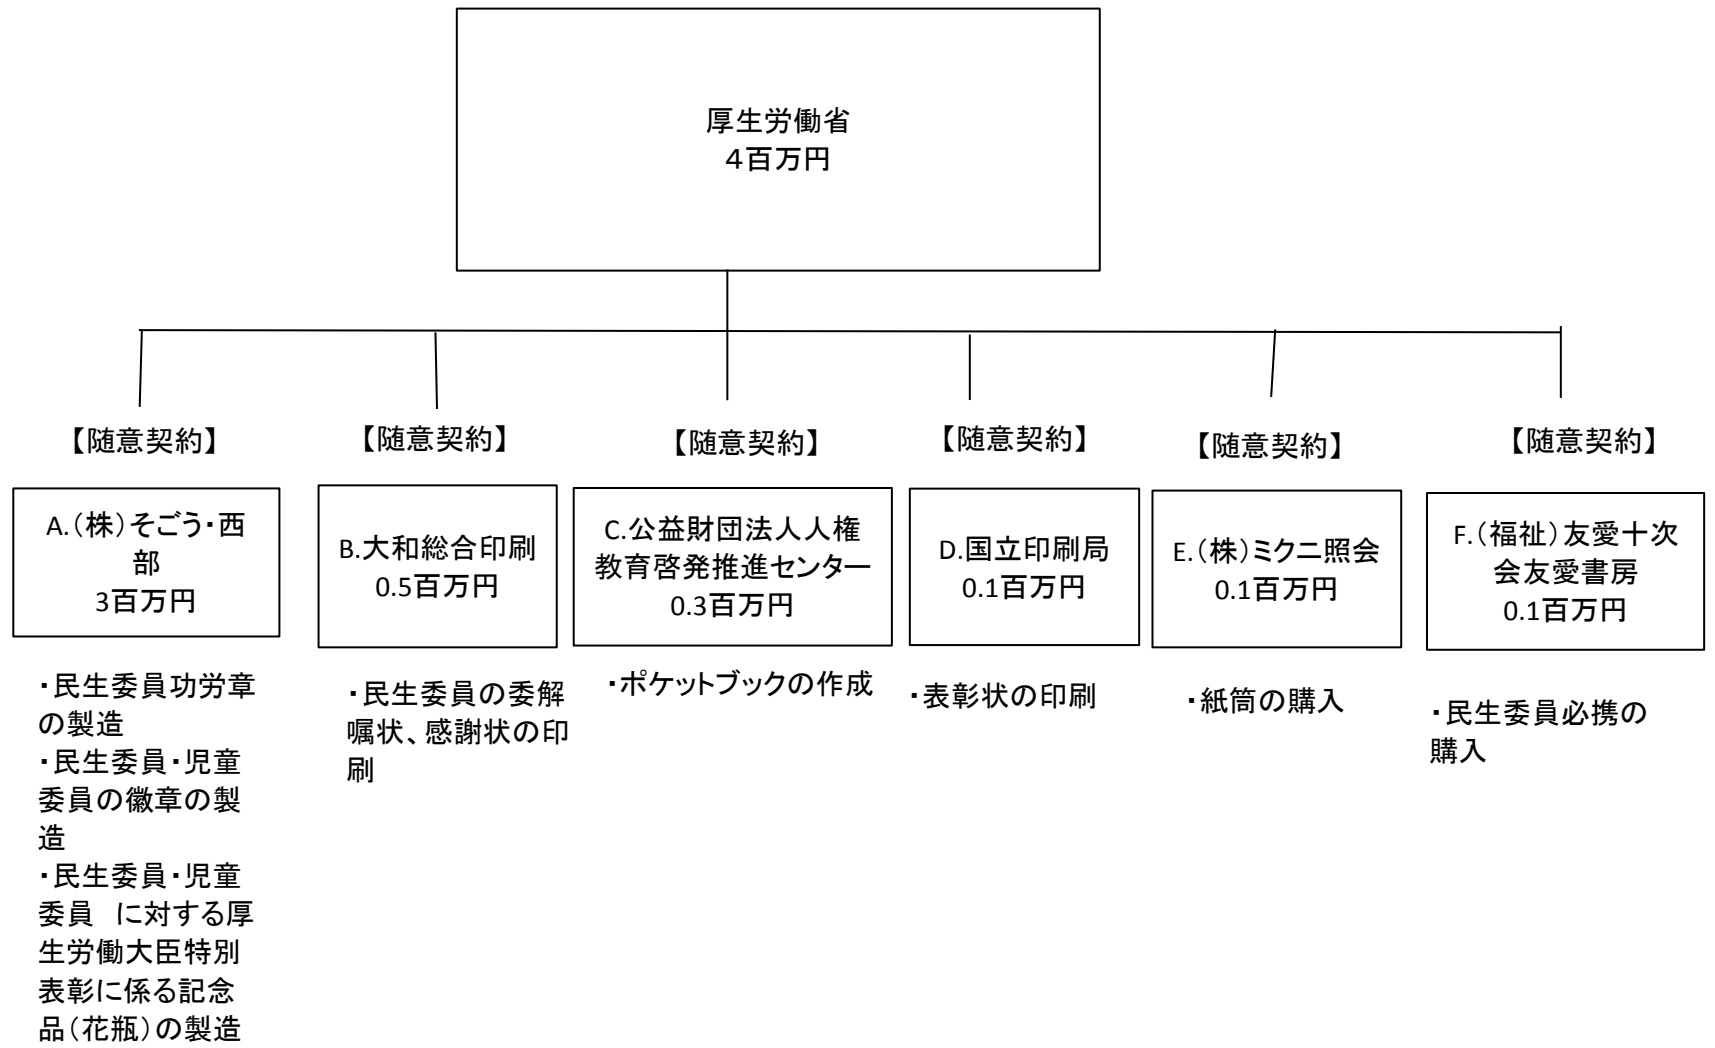 厚生労働省
４百万円
【随意契約】
A.（株）そごう・西
部
3百万円
・民生委員功労章
の製造
・民生委員・児童
委員の徽章の製
造
・民生委員・児童
委員　に対する厚
生労働大臣特別
表彰に係る記念
品（花瓶）の製造
【随意契約】
B.大和総合印刷
0.5百万円
・民生委員の委解
嘱状、感謝状の印
刷
【随意契約】
C.公益財団法人人権
教育啓発推進センター
0.3百万円
・ポケットブックの作成
【随意契約】
D.国立印刷局
0.1百万円
・表彰状の印刷
【随意契約】
E.（株）ミクニ照会
0.1百万円
・紙筒の購入
【随意契約】
F.（福祉）友愛十次
会友愛書房
0.1百万円
・民生委員必携の
購入